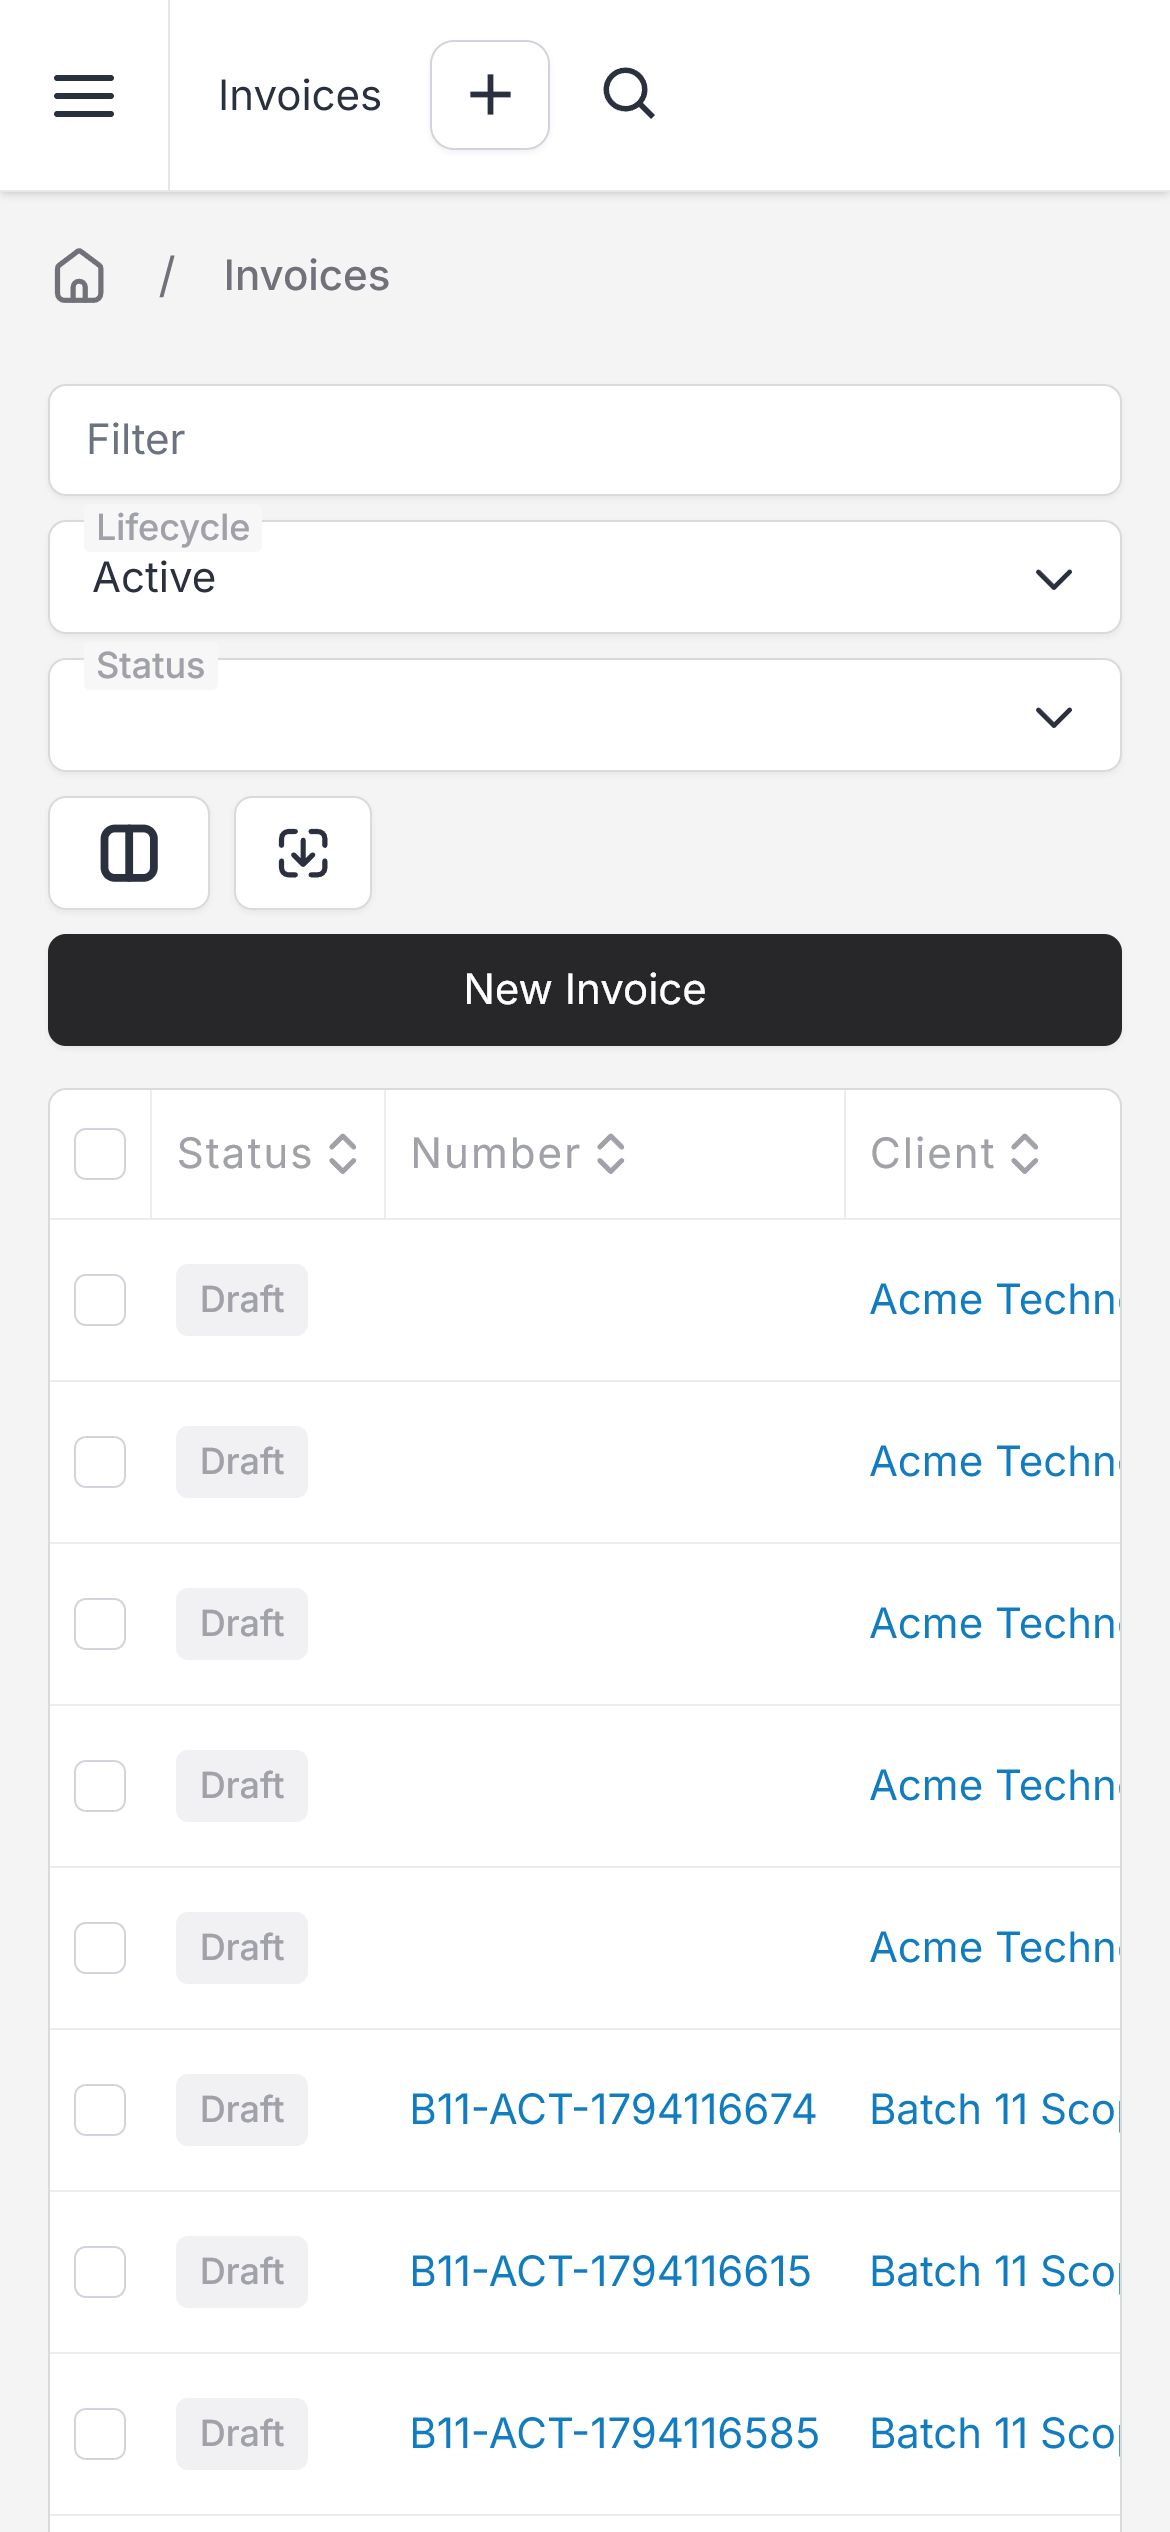 Invoices
/ Invoices
Filter
Lifecycle
Active
Status
New Invoice
Status Number Client
Draft Acme Techn
Draft Acme Techn
Draft Acme Techn
Draft Acme Techn
Draft Acme Techn
Draft B11-ACT-1794116674 Batch 11 Sco
Draft B11-ACT-1794116615 Batch 11 Sco
Draft B11-ACT-1794116585 Batch 11 Sco